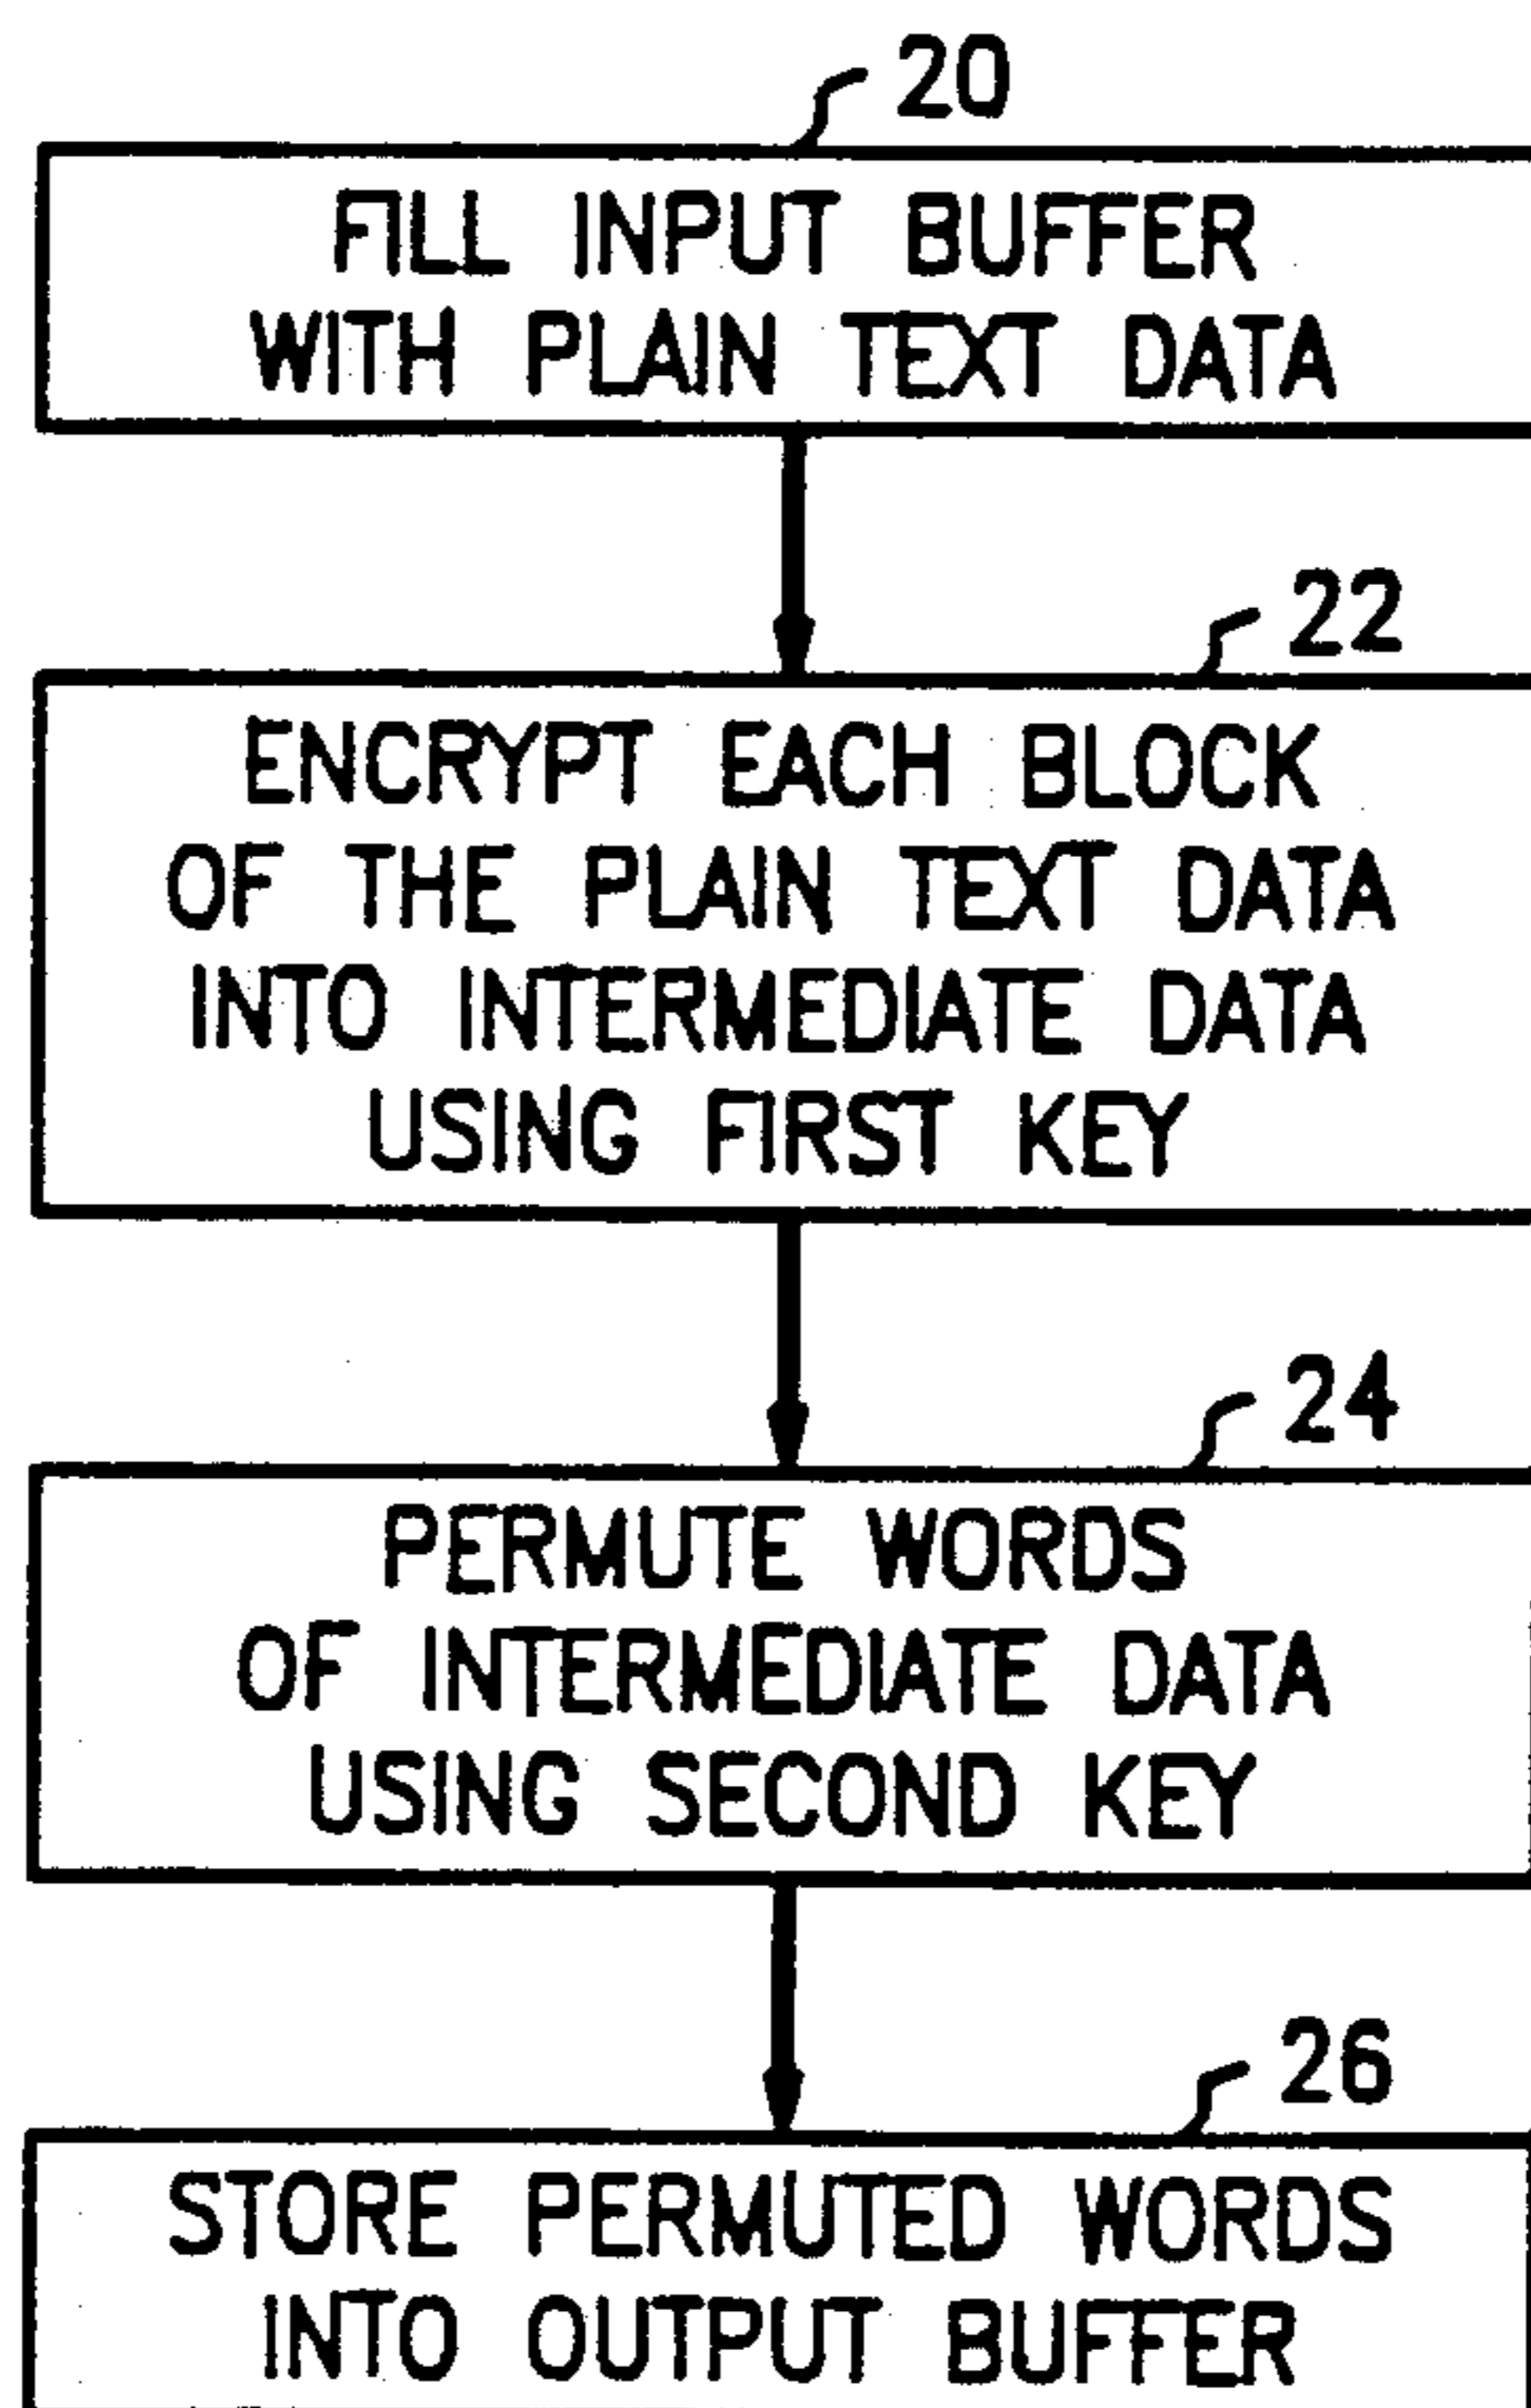 20
FILL INPUT BUFFER
WITH PLAIN TEXT DATA
22
ENCRYPT EACH BLOCK
OF THE PLAIN TEXT DATA
INTO INTERMEDIATE DATA
USING FIRST KEY
24
PERMUTE WORDS
OF INTERMEDIATE DATA
USING SECOND KEY
26
STORE PERMUTED WORDS
INTO OUTPUT BUFFER